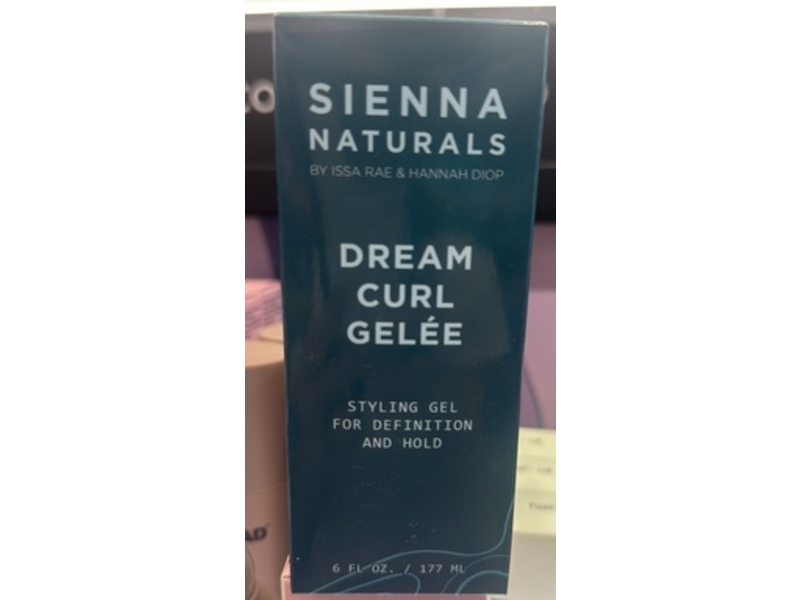 SIENNA
NATURALS
BY ISSA RAE & HANNAH DIOP
DREAM
CURL
GELÉE
STYLING GEL
FOR DEFINITION
AND HOLD
6 FL OZ. / 177 ML